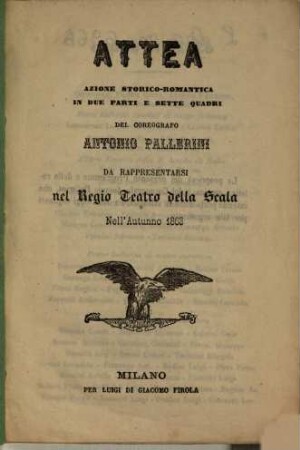 ATTEA
AZIONE STORICO-ROMANTICA
IN DUE PARTI E SETTE QUADRI
DEL COREOGRAFO
ANTONIO PALLERINI
DA RAPPRESENTARSI
nel Regio Teatro della Scala
Nell'Autunno 1863
MILANO
PER LUIGI DI GIACOMO PIROLA